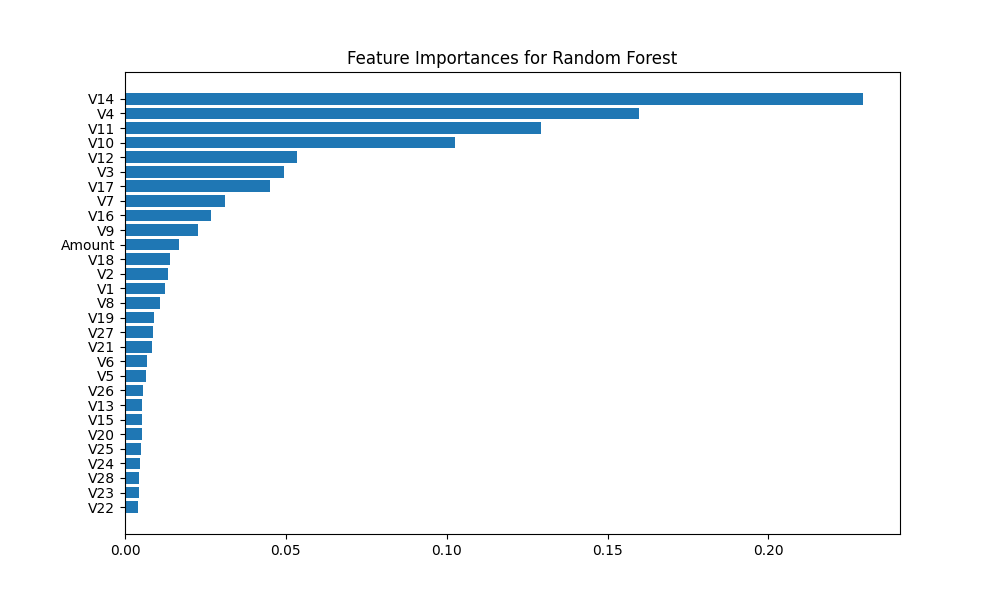 Feature Importances for Random Forest
V14
V4
V11
V10
V12
V3
V17
V7
V16
V9
Amount
V18
V2
V1
V8
V19
V27
V21
V6
V5
V26
V13
V15
V20
V25
V24
V28
V23
V22
0.00 0.05 0.10 0.15 0.20